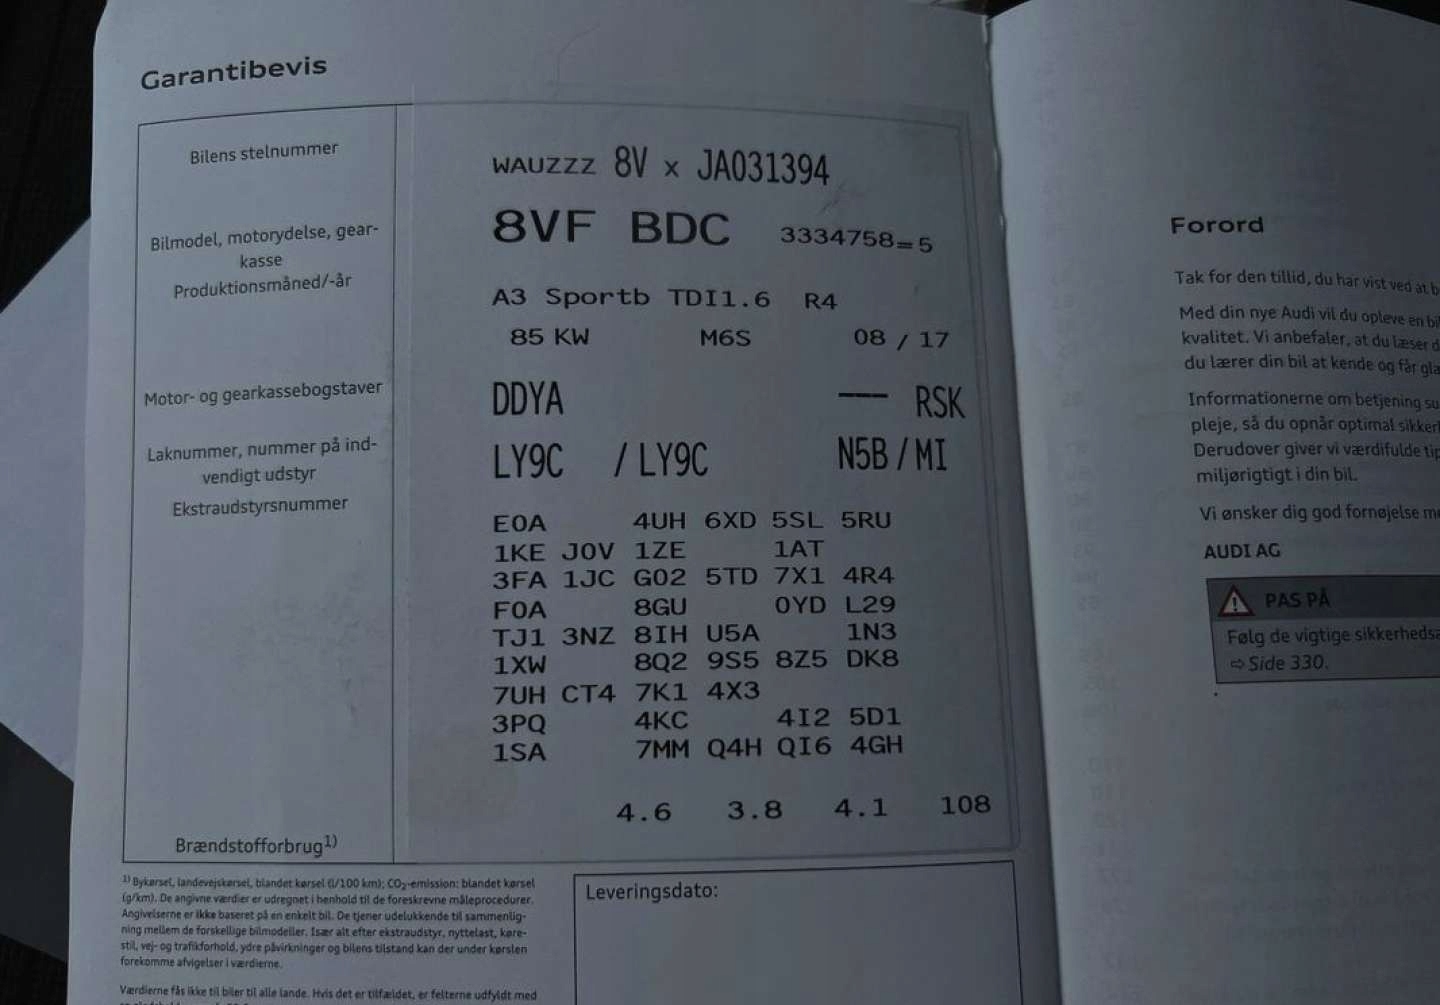 Garantibevis
Bilens stelnummer
WAUZZZ 8V x JA031394
Bilmodel, motorydelse, gear-
kasse
Produktionsmåned/-år
8VF BDC 3334758=5
A3 Sportb TDI1.6 R4
85 KW M6S 08 / 17
Motor- og gearkassebogstaver
DDYA --- RSK
Laknummer, nummer på ind-
vendigt udstyr
LY9C / LY9C N5B / MI
Ekstraudstyrsnummer
E0A 4UH 6XD 5SL 5RU
1KE J0V 1ZE 1AT
3FA 1JC G02 5TD 7X1 4R4
F0A 8GU 0YD L29
TJ1 3NZ 8IH U5A 1N3
1XW 8Q2 9S5 8Z5 DK8
7UH CT4 7K1 4X3
3PQ 4KC 4I2 5D1
1SA 7MM Q4H QI6 4GH
Brændstofforbrug1)
4.6 3.8 4.1 108
1) Bykørsel, landevejskørsel, blandet kørsel (l/100 km); CO2-emission: blandet kørsel
(g/km). De angivne værdier er udregnet i henhold til de foreskrevne måleprocedurer.
Angivelserne er ikke baseret på en enkelt bil. De tjener udelukkende til sammenlig-
ning mellem de forskellige bilmodeller. Især alt efter ekstraudstyr, nyttelast, køre-
stil, vej- og trafikforhold, ydre påvirkninger og bilens tilstand kan der under kørslen
forekomme afvigelser i værdierne.
Værdierne fås ikke til biler til alle lande. Hvis det er tilfældet, er felterne udfyldt med
Leveringsdato:
Forord
Tak for den tillid, du har vist ved at b
Med din nye Audi vil du opleve en bil
kvalitet. Vi anbefaler, at du læser d
du lærer din bil at kende og får gla
Informationerne om betjening su
pleje, så du opnår optimal sikkerh
Derudover giver vi værdifulde tip
miljørigtigt i din bil.
Vi ønsker dig god fornøjelse me
AUDI AG
PAS PÅ
Følg de vigtige sikkerhedsa
⇨ Side 330.